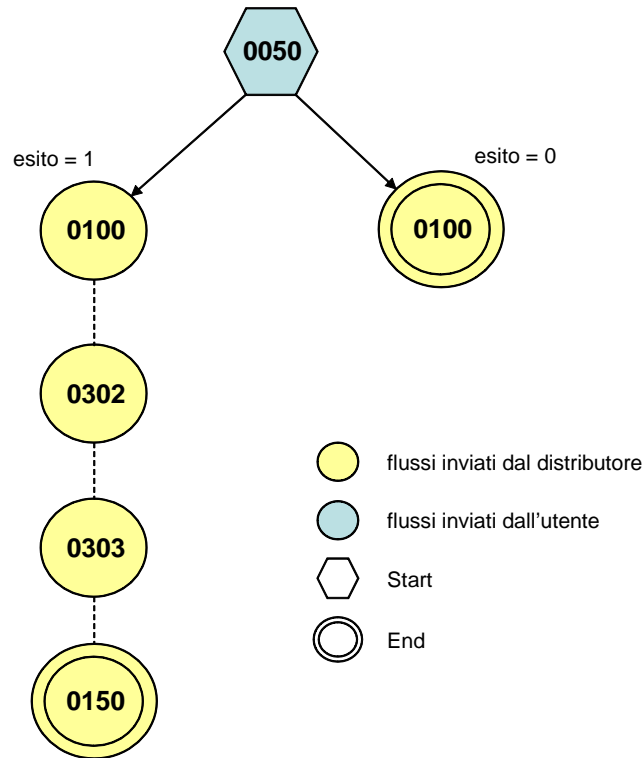 0050
esito = 1
esito = 0
0100
0100
0302
0303
0150
flussi inviati dal distributore
flussi inviati dall'utente
Start
End